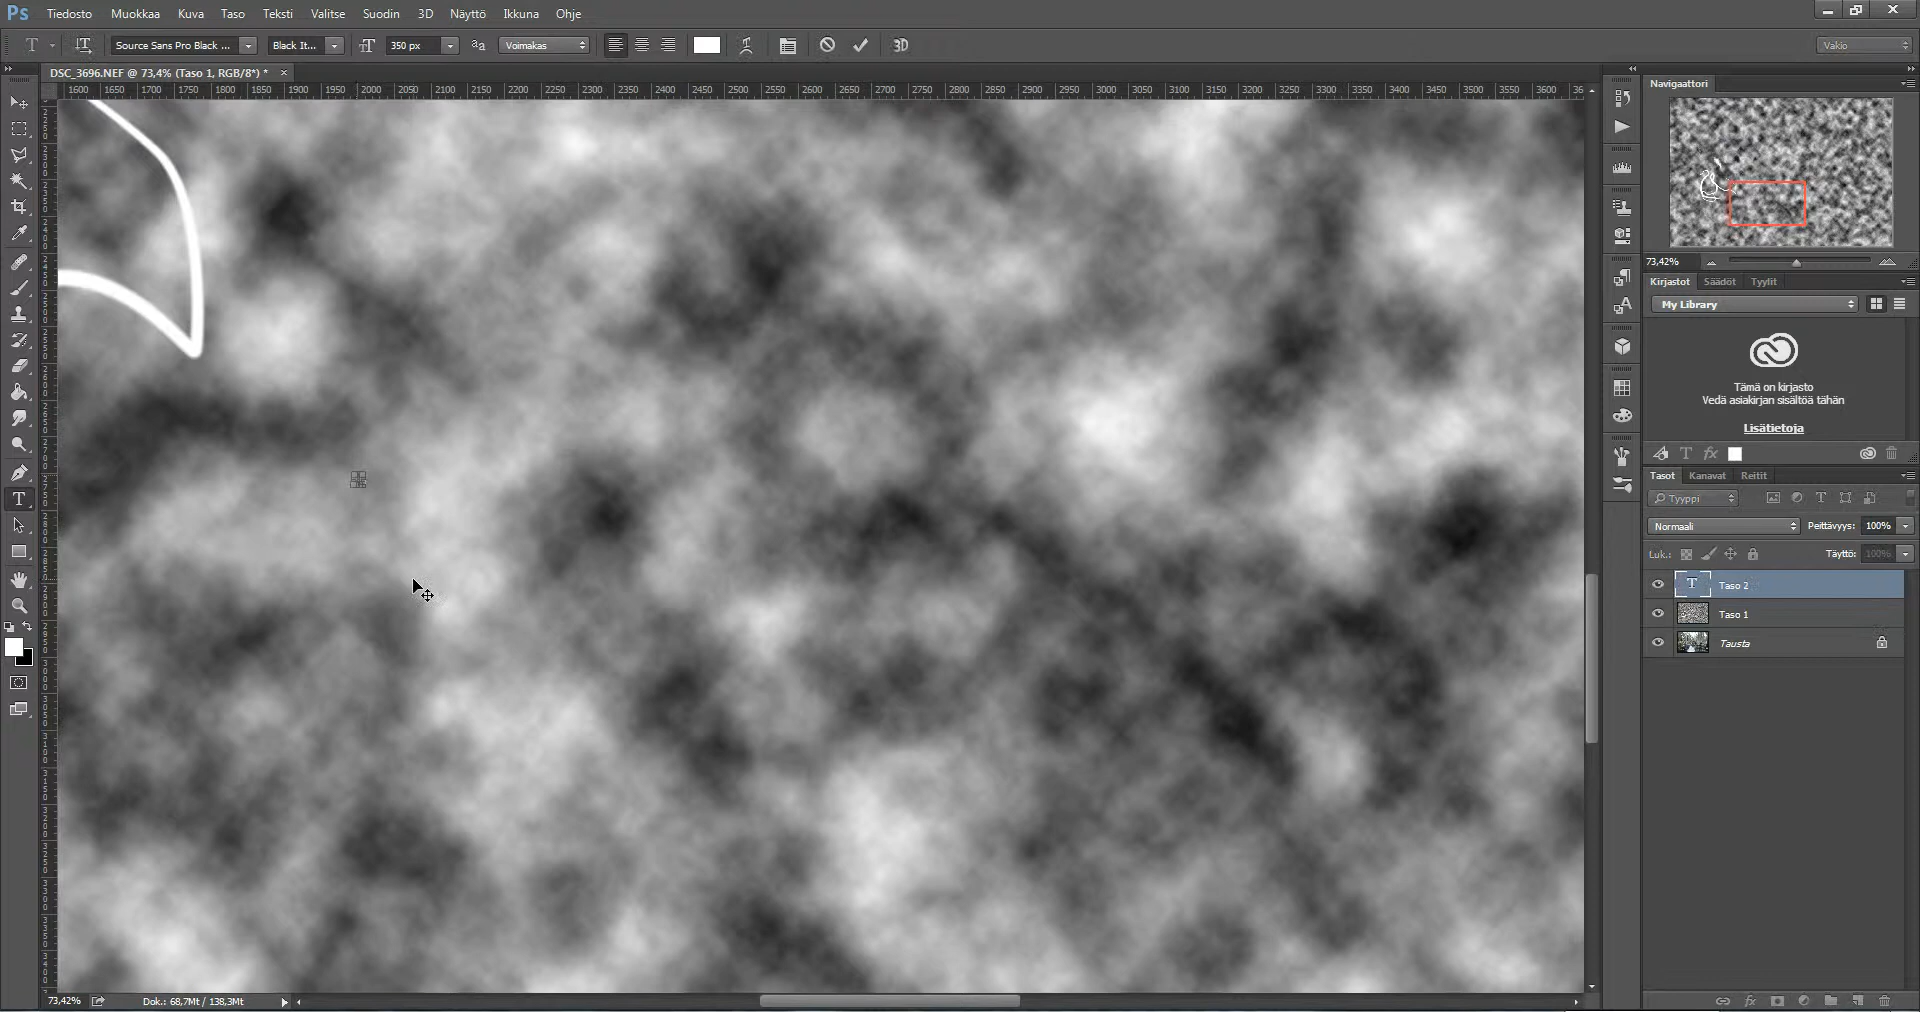 Ps Tiedosto Muokkaa Kuva Taso Teksti Valitse Suodin 3D Näyttö Ikkuna Ohje
T Source Sans Pro Black ... Black It... 350 px Voimakas 3D Vakio
DSC_3696.NEF @ 73,4% (Taso 1, RGB/8*) * ×
Navigaattori
1600 1650 1700 1750 1800 1850 1900 1950 2000 2050 2100 2150 2200 2250 2300 2350 2400 2450 2500 2550 2600 2650 2700 2750 2800 2850 2900 2950 3000 3050 3100 3150 3200 3250 3300 3350 3400 3450 3500 3550 3600
73,42%
Kirjastot Säädöt Tyylit
My Library
Tämä on kirjasto
Vedä asiakirjan sisältöä tähän
Lisätietoja
T fx
Tasot Kanavat Reitit
Tyyppi T
Normaali Peittävyys: 100%
Luk.: Täyttö: 100%
T Taso 2
Taso 1
Tausta
73,42% Dok.: 68,7Mt / 138,3Mt
fx